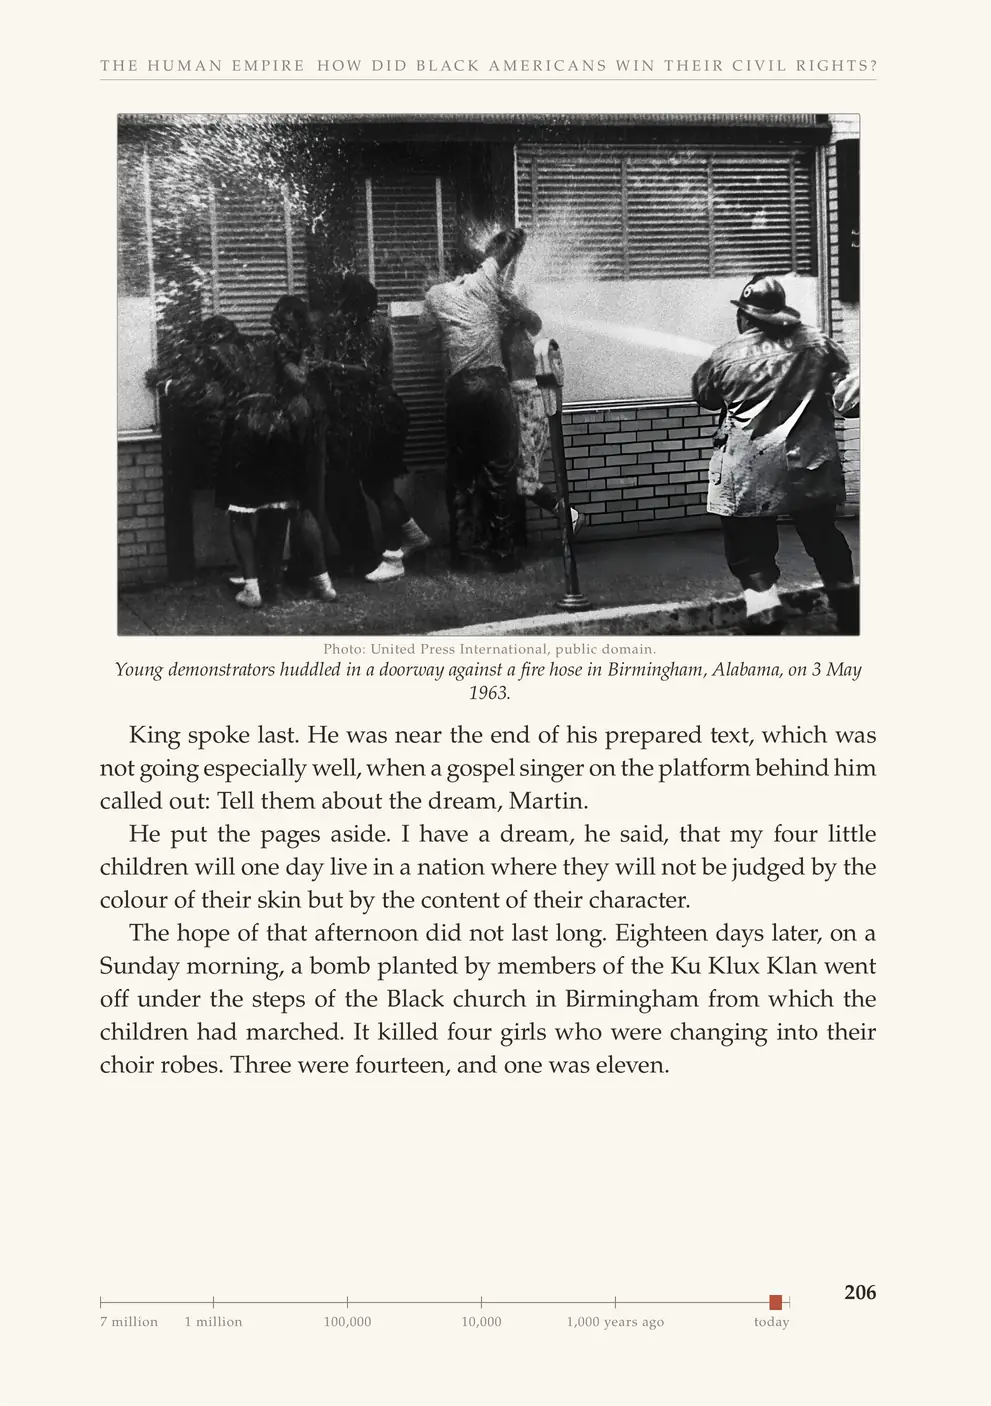 THE HUMAN EMPIRE HOW DID BLACK AMERICANS WIN THEIR CIVIL RIGHTS?
6
Photo: United Press International, public domain.
Young demonstrators huddled in a doorway against a fire hose in Birmingham, Alabama, on 3 May
1963.
King spoke last. He was near the end of his prepared text, which was
not going especially well, when a gospel singer on the platform behind him
called out: Tell them about the dream, Martin.
He put the pages aside. I have a dream, he said, that my four little
children will one day live in a nation where they will not be judged by the
colour of their skin but by the content of their character.
The hope of that afternoon did not last long. Eighteen days later, on a
Sunday morning, a bomb planted by members of the Ku Klux Klan went
off under the steps of the Black church in Birmingham from which the
children had marched. It killed four girls who were changing into their
choir robes. Three were fourteen, and one was eleven.
206
7 million 1 million 100,000 10,000 1,000 years ago today